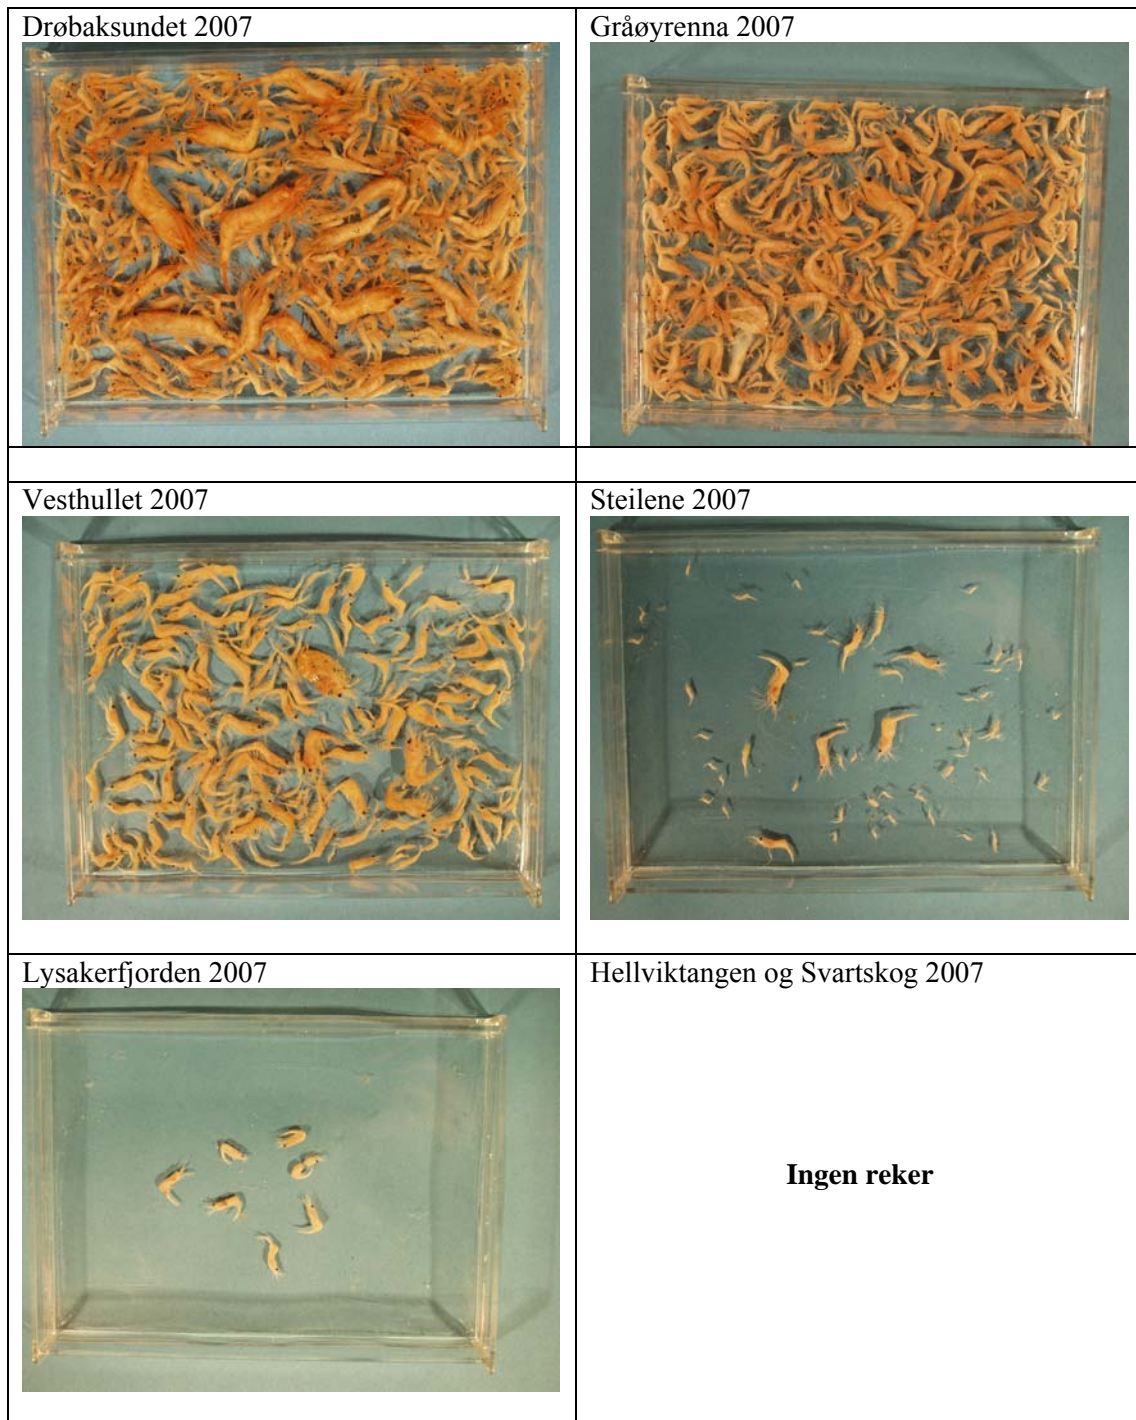 Drøbaksundet 2007
Gråøyrenna 2007
Vesthullet 2007
Steilene 2007
Lysakerfjorden 2007
Hellviktangen og Svartskog 2007
Ingen reker